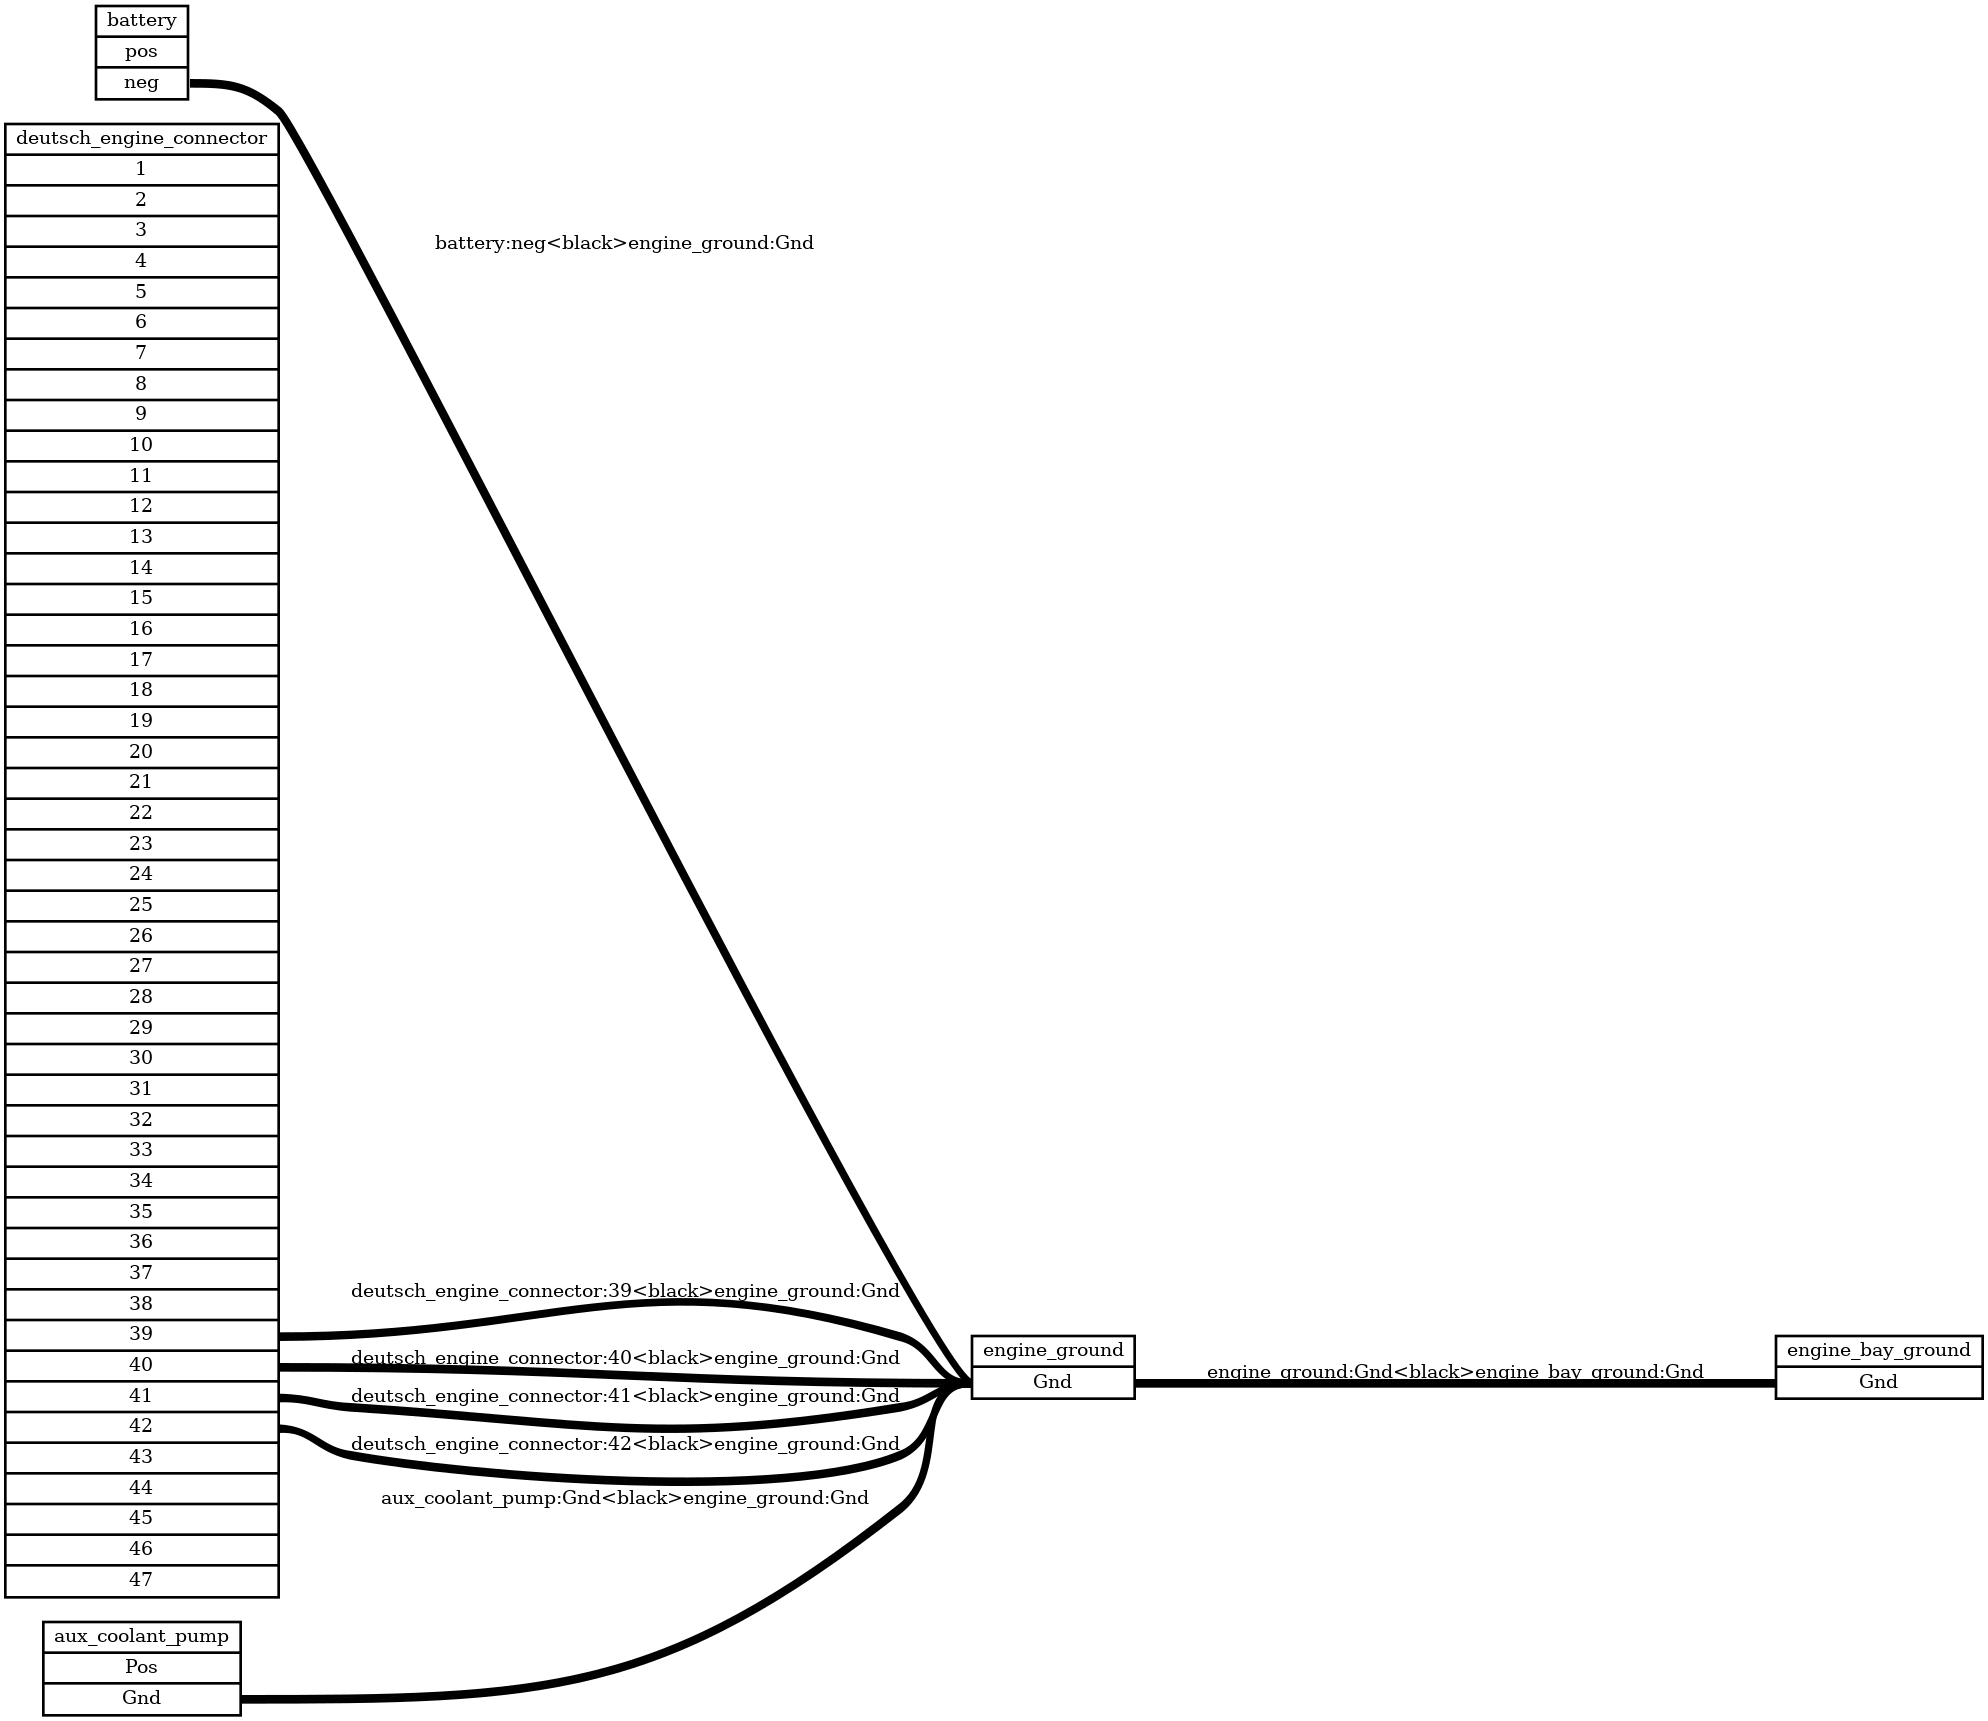 battery
pos
neg
battery:neg<black>engine_ground:Gnd
deutsch_engine_connector
1
2
3
4
5
6
7
8
9
10
11
12
13
14
15
16
17
18
19
20
21
22
23
24
25
26
27
28
29
30
31
32
33
34
35
36
37
38
39
40
41
42
43
44
45
46
47
deutsch_engine_connector:39<black>engine_ground:Gnd
deutsch_engine_connector:40<black>engine_ground:Gnd
deutsch_engine_connector:41<black>engine_ground:Gnd
deutsch_engine_connector:42<black>engine_ground:Gnd
aux_coolant_pump:Gnd<black>engine_ground:Gnd
aux_coolant_pump
Pos
Gnd
engine_ground
Gnd
engine_ground:Gnd<black>engine_bay_ground:Gnd
engine_bay_ground
Gnd